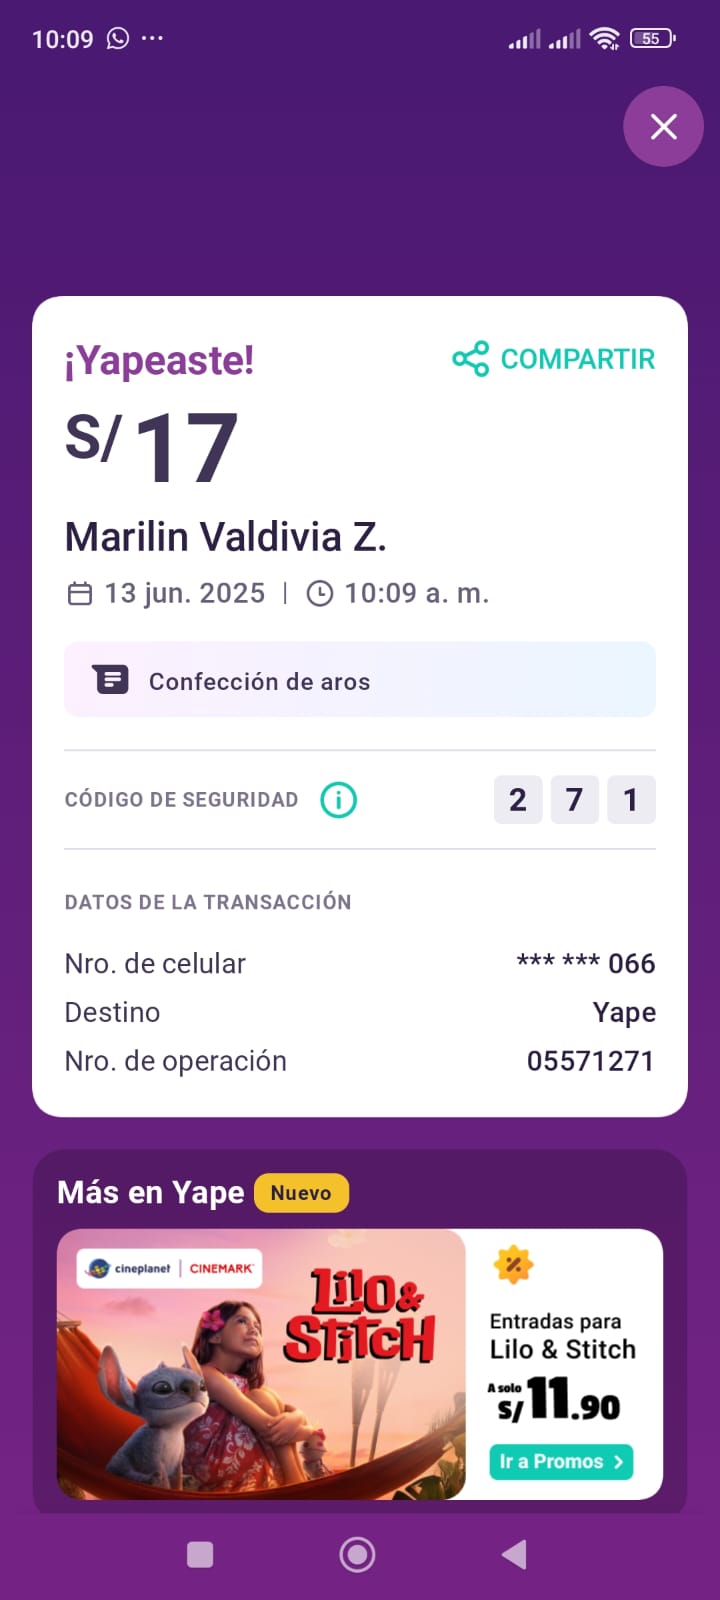 10:09
55
¡Yapeaste!
COMPARTIR
S/ 17
Marilin Valdivia Z.
13 jun. 2025 | 10:09 a. m.
Confección de aros
CÓDIGO DE SEGURIDAD
2 7 1
DATOS DE LA TRANSACCIÓN
Nro. de celular *** *** 066
Destino Yape
Nro. de operación 05571271
Más en Yape Nuevo
cineplanet | CINEMARK
Lilo &
Stitch
Entradas para
Lilo & Stitch
A solo
S/ 11.90
Ir a Promos